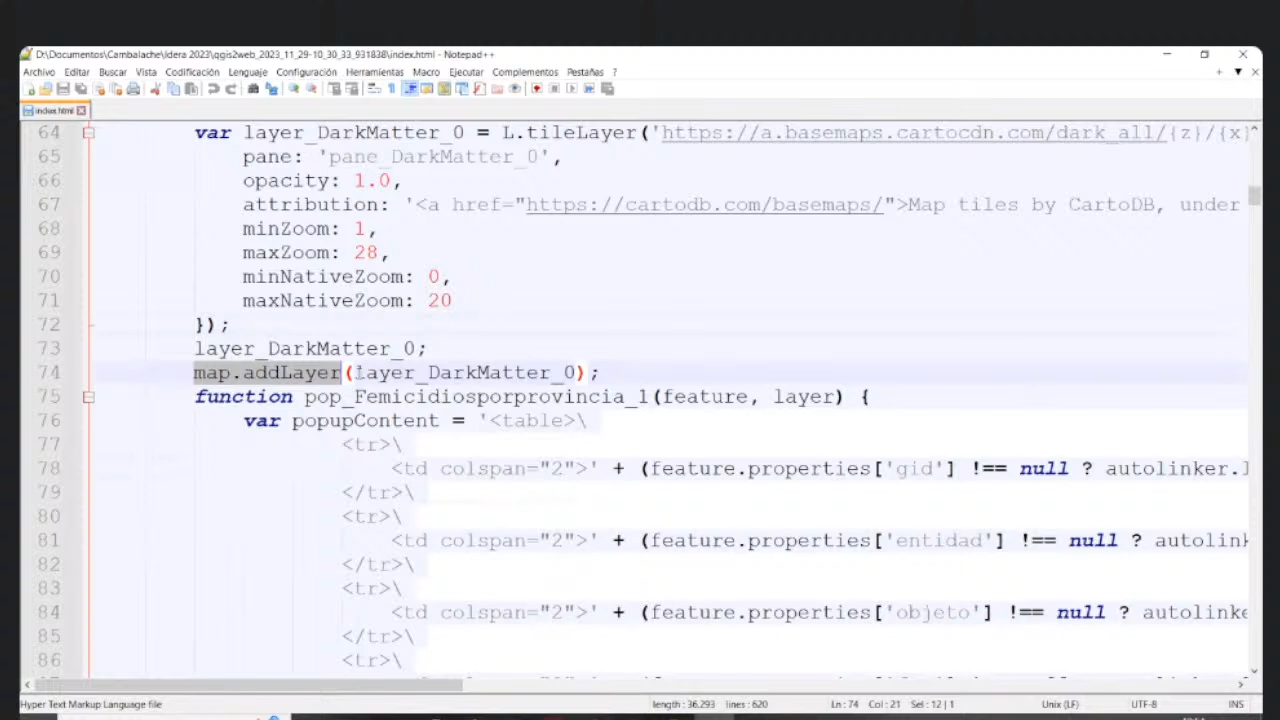 D:\Documentos\Cambalache\Idera 2023\qgis2web_2023_11_29-10_30_33_931838\index.html - Notepad++
Archivo Editar Buscar Vista Codificación Lenguaje Configuración Herramientas Macro Ejecutar Complementos Pestañas ?
index.html
64 var layer_DarkMatter_0 = L.tileLayer('https://a.basemaps.cartocdn.com/dark_all/{z}/{x}
65 pane: 'pane_DarkMatter_0',
66 opacity: 1.0,
67 attribution: '<a href="https://cartodb.com/basemaps/">Map tiles by CartoDB, under
68 minZoom: 1,
69 maxZoom: 28,
70 minNativeZoom: 0,
71 maxNativeZoom: 20
72 });
73 layer_DarkMatter_0;
74 map.addLayer(layer_DarkMatter_0);
75 function pop_Femicidiosporprovincia_1(feature, layer) {
76 var popupContent = '<table>\
77 <tr>\
78 <td colspan="2">' + (feature.properties['gid'] !== null ? autolinker.
79 </tr>\
80 <tr>\
81 <td colspan="2">' + (feature.properties['entidad'] !== null ? autolink
82 </tr>\
83 <tr>\
84 <td colspan="2">' + (feature.properties['objeto'] !== null ? autolinke
85 </tr>\
86 <tr>\
Hyper Text Markup Language file length : 36.293 lines : 620 Ln : 74 Col : 21 Sel : 12 | 1 Unix (LF) UTF-8 INS